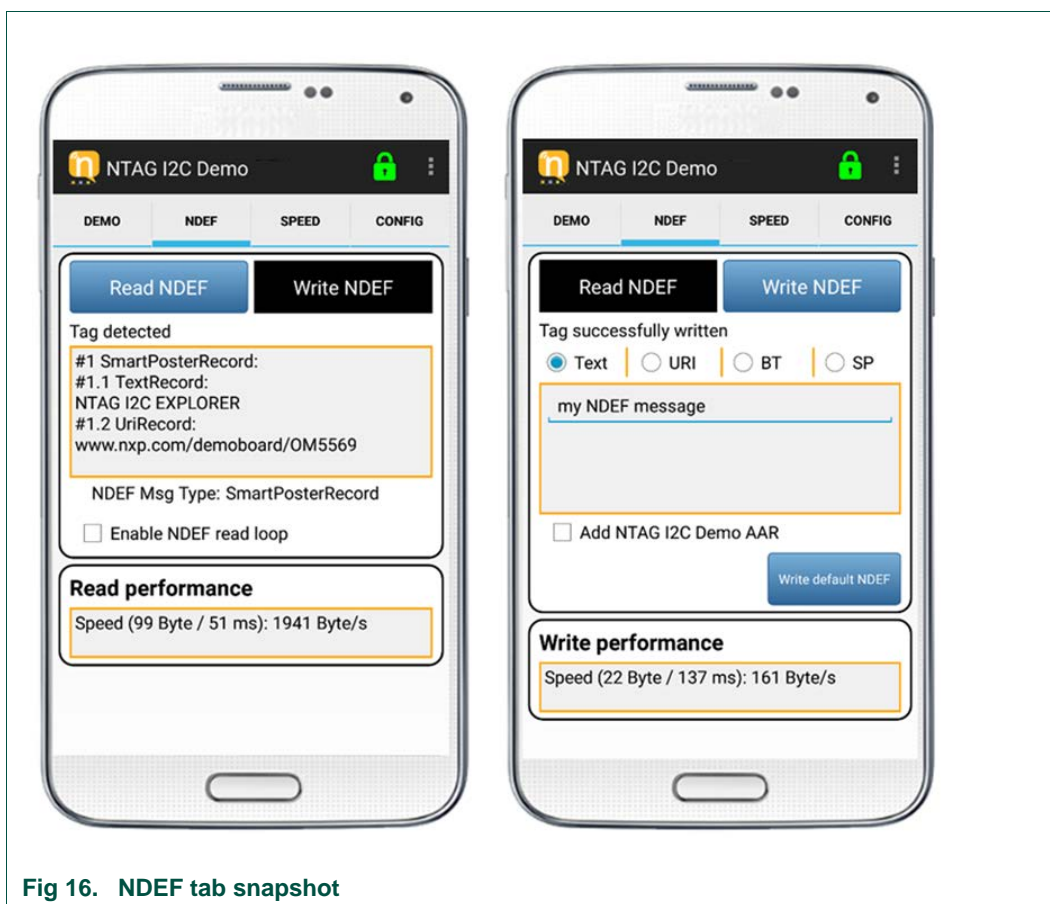 NTAG I2C Demo
DEMO NDEF SPEED CONFIG
Read NDEF Write NDEF
Tag detected
#1 SmartPosterRecord:
#1.1 TextRecord:
NTAG I2C EXPLORER
#1.2 UriRecord:
www.nxp.com/demoboard/OM5569
NDEF Msg Type: SmartPosterRecord
Enable NDEF read loop
Read performance
Speed (99 Byte / 51 ms): 1941 Byte/s
NTAG I2C Demo
DEMO NDEF SPEED CONFIG
Read NDEF Write NDEF
Tag successfully written
Text URI BT SP
my NDEF message
Add NTAG I2C Demo AAR
Write default NDEF
Write performance
Speed (22 Byte / 137 ms): 161 Byte/s
Fig 16. NDEF tab snapshot